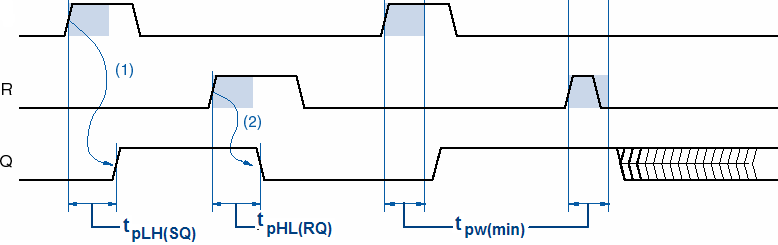 (1)
R
(2)
Q
tpLH(SQ)
tpHL(RQ)
tpw(min)